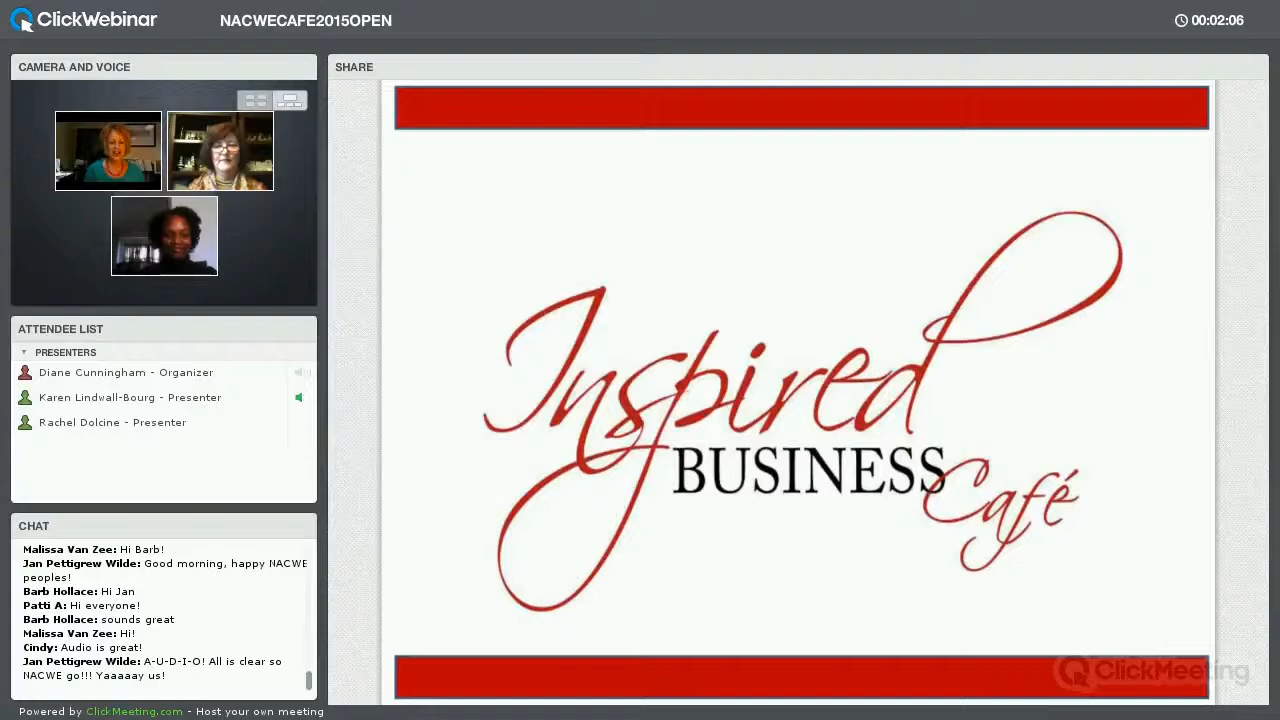 ClickWebinar
NACWECAFE2015OPEN
00:02:06
CAMERA AND VOICE
SHARE
Inspired
BUSINESS
Café
ATTENDEE LIST
PRESENTERS
Diane Cunningham - Organizer
Karen Lindwall-Bourg - Presenter
Rachel Dolcine - Presenter
CHAT
Malissa Van Zee: Hi Barb!
Jan Pettigrew Wilde: Good morning, happy NACWE
peoples!
Barb Hollace: Hi Jan
Patti A: Hi everyone!
Barb Hollace: sounds great
Malissa Van Zee: Hi!
Cindy: Audio is great!
Jan Pettigrew Wilde: A-U-D-I-O! All is clear so
NACWE go!! Yes-say us!
ClickMeeting
Powered by ClickMeeting.com - Host your own meeting